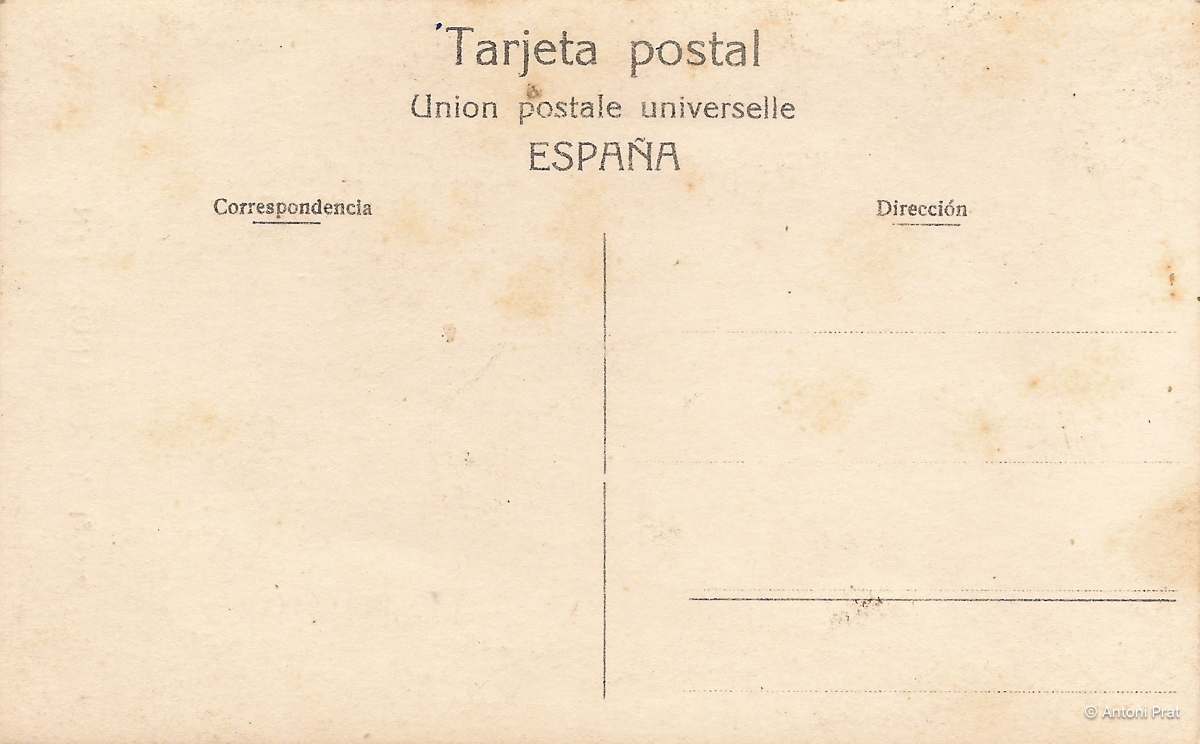 Tarjeta postal
Union postale universelle
ESPAÑA
Correspondencia
Dirección
© Antoni Prat